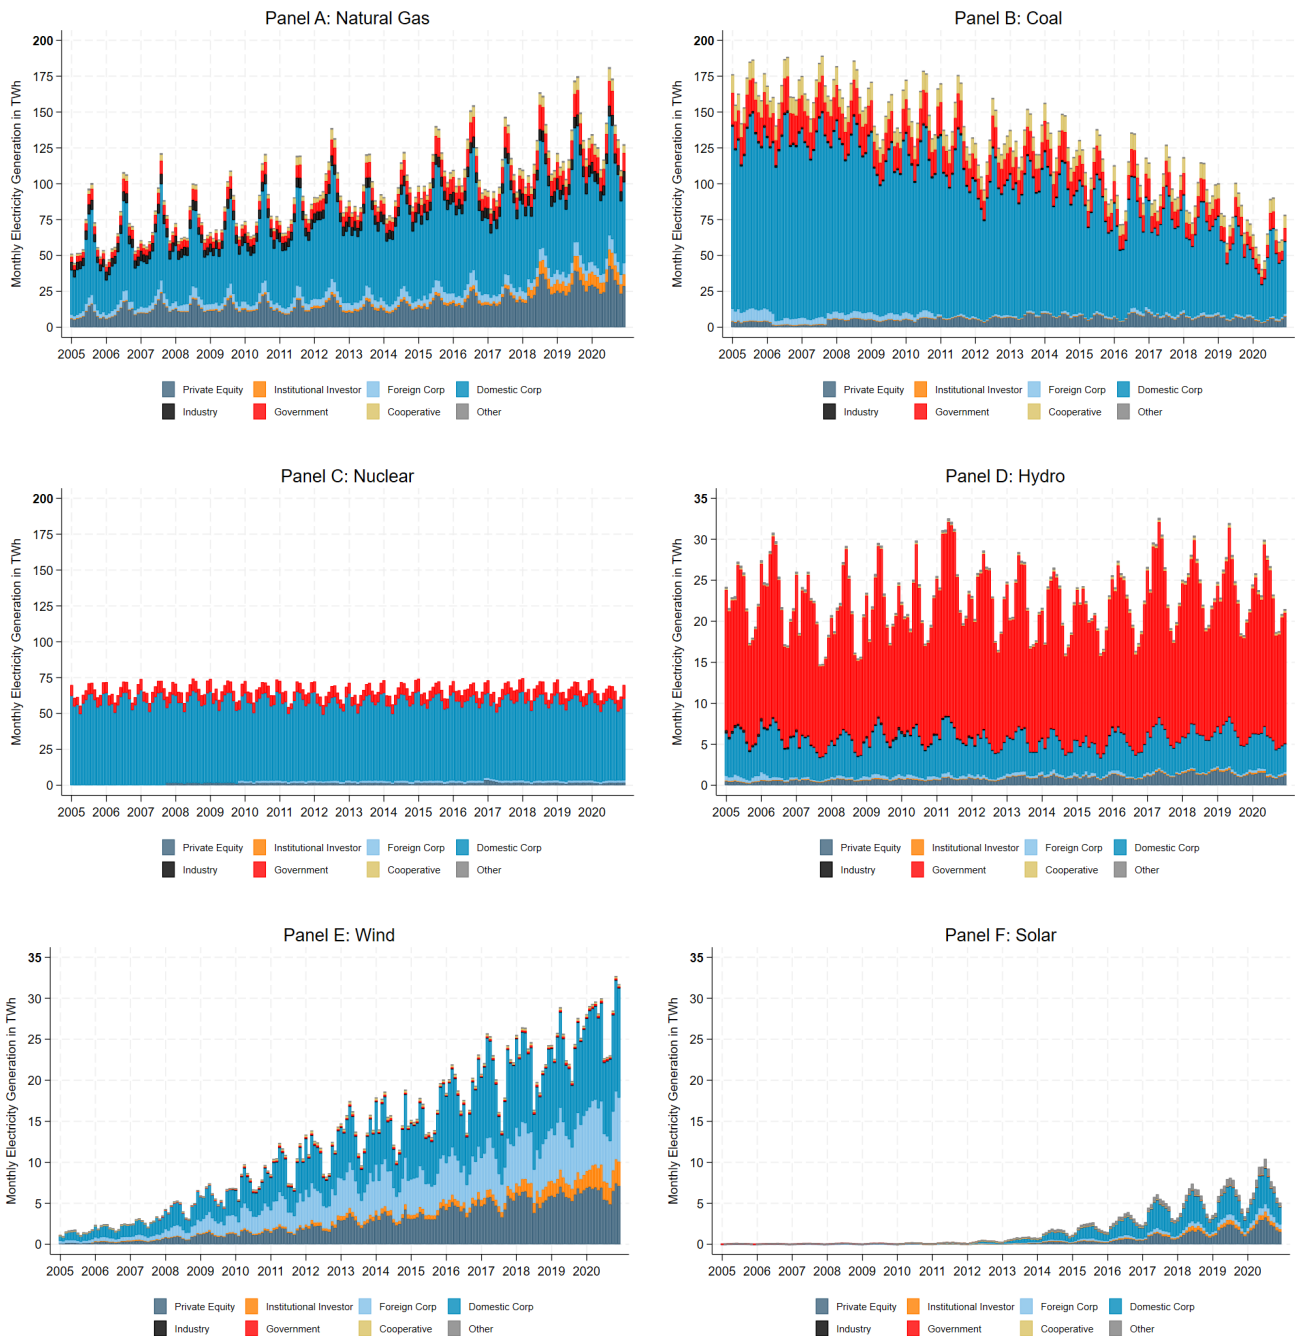 Panel A: Natural Gas
Monthly Electricity Generation in TWh
200
175
150
125
100
75
50
25
0
2005 2006 2007 2008 2009 2010 2011 2012 2013 2014 2015 2016 2017 2018 2019 2020
Private Equity Institutional Investor Foreign Corp Domestic Corp
Industry Government Cooperative Other
Panel B: Coal
Monthly Electricity Generation in TWh
200
175
150
125
100
75
50
25
0
2005 2006 2007 2008 2009 2010 2011 2012 2013 2014 2015 2016 2017 2018 2019 2020
Private Equity Institutional Investor Foreign Corp Domestic Corp
Industry Government Cooperative Other
Panel C: Nuclear
Monthly Electricity Generation in TWh
200
175
150
125
100
75
50
25
0
2005 2006 2007 2008 2009 2010 2011 2012 2013 2014 2015 2016 2017 2018 2019 2020
Private Equity Institutional Investor Foreign Corp Domestic Corp
Industry Government Cooperative Other
Panel D: Hydro
Monthly Electricity Generation in TWh
35
30
25
20
15
10
5
0
2005 2006 2007 2008 2009 2010 2011 2012 2013 2014 2015 2016 2017 2018 2019 2020
Private Equity Institutional Investor Foreign Corp Domestic Corp
Industry Government Cooperative Other
Panel E: Wind
Monthly Electricity Generation in TWh
35
30
25
20
15
10
5
0
2005 2006 2007 2008 2009 2010 2011 2012 2013 2014 2015 2016 2017 2018 2019 2020
Private Equity Institutional Investor Foreign Corp Domestic Corp
Industry Government Cooperative Other
Panel F: Solar
Monthly Electricity Generation in TWh
35
30
25
20
15
10
5
0
2005 2006 2007 2008 2009 2010 2011 2012 2013 2014 2015 2016 2017 2018 2019 2020
Private Equity Institutional Investor Foreign Corp Domestic Corp
Industry Government Cooperative Other